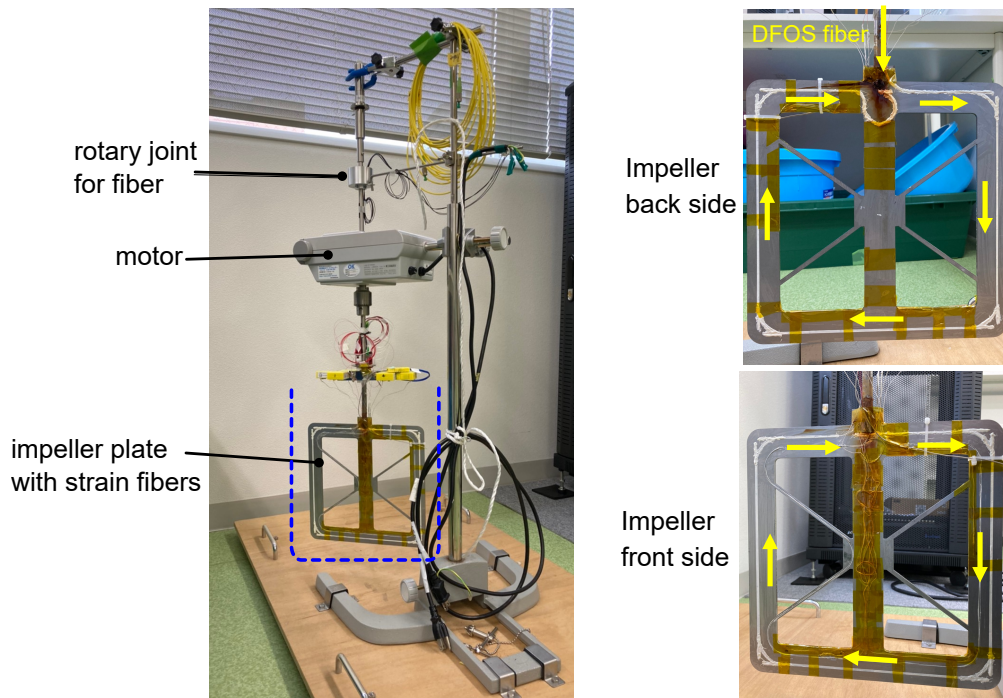 rotary joint
for fiber
motor
impeller plate
with strain fibers
DFOS fiber
Impeller
back side
Impeller
front side